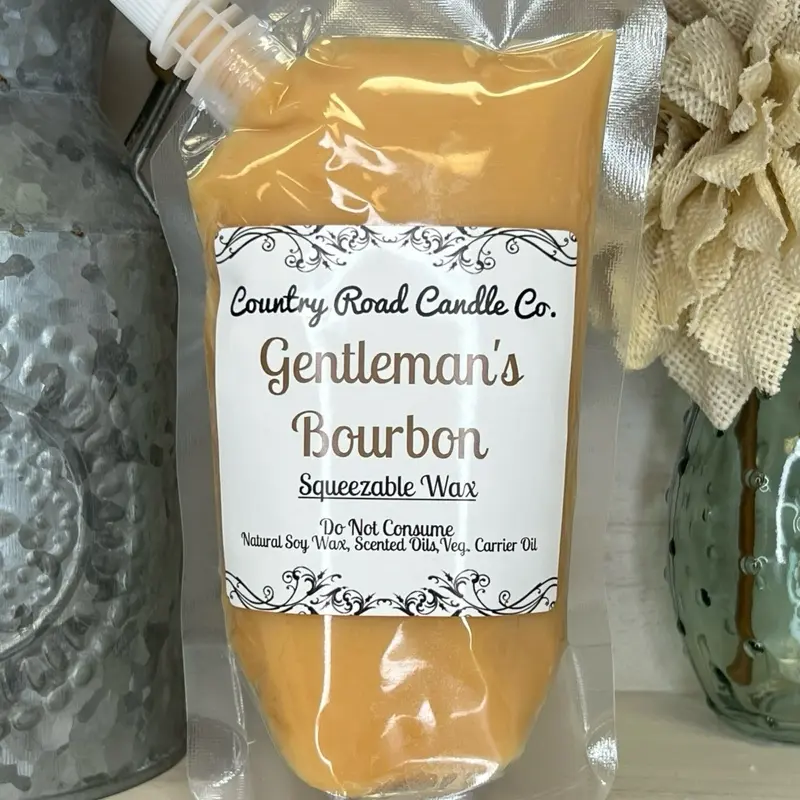 Country Road Candle Co.
Gentleman's
Bourbon
Squeezable Wax
Do Not Consume
Natural Soy Wax, Scented Oils,Veg. Carrier Oil